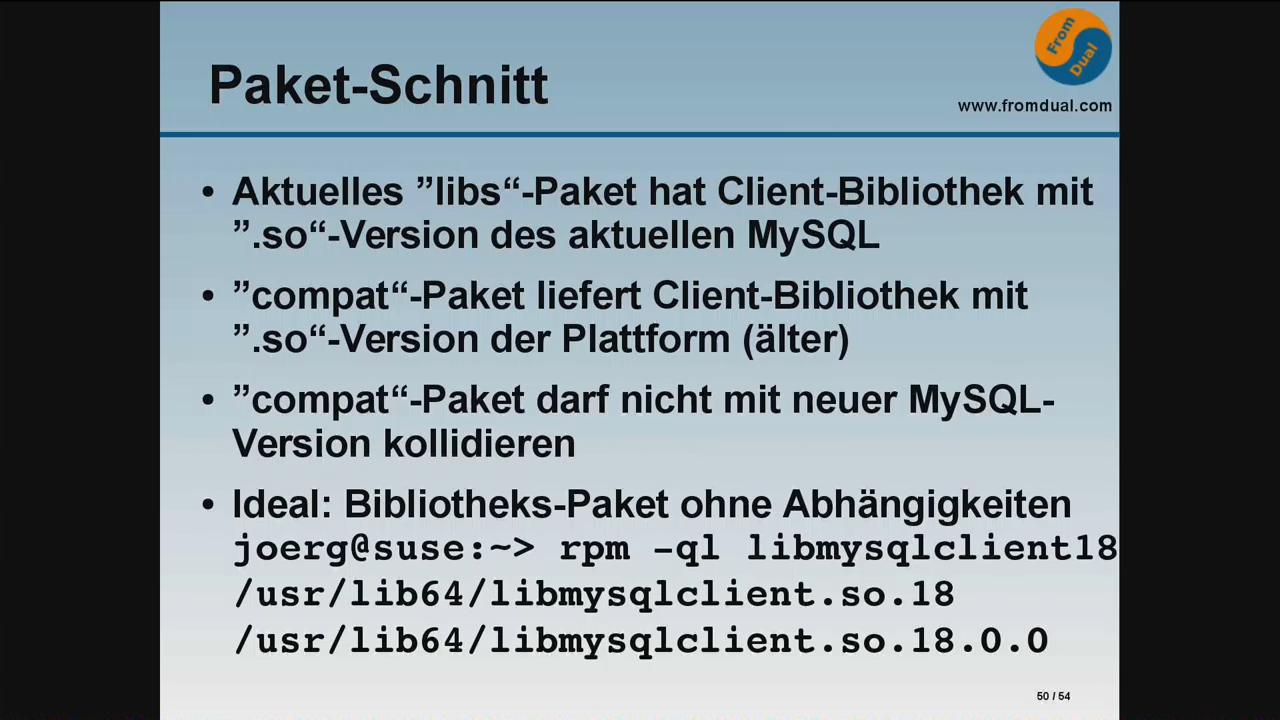 From
Dual
Paket-Schnitt
www.fromdual.com
• Aktuelles ”libs“-Paket hat Client-Bibliothek mit
”.so“-Version des aktuellen MySQL
• ”compat“-Paket liefert Client-Bibliothek mit
”.so“-Version der Plattform (älter)
• ”compat“-Paket darf nicht mit neuer MySQL-
Version kollidieren
• Ideal: Bibliotheks-Paket ohne Abhängigkeiten
joerg@suse:~> rpm -ql libmysqlclient18
/usr/lib64/libmysqlclient.so.18
/usr/lib64/libmysqlclient.so.18.0.0
50 / 54